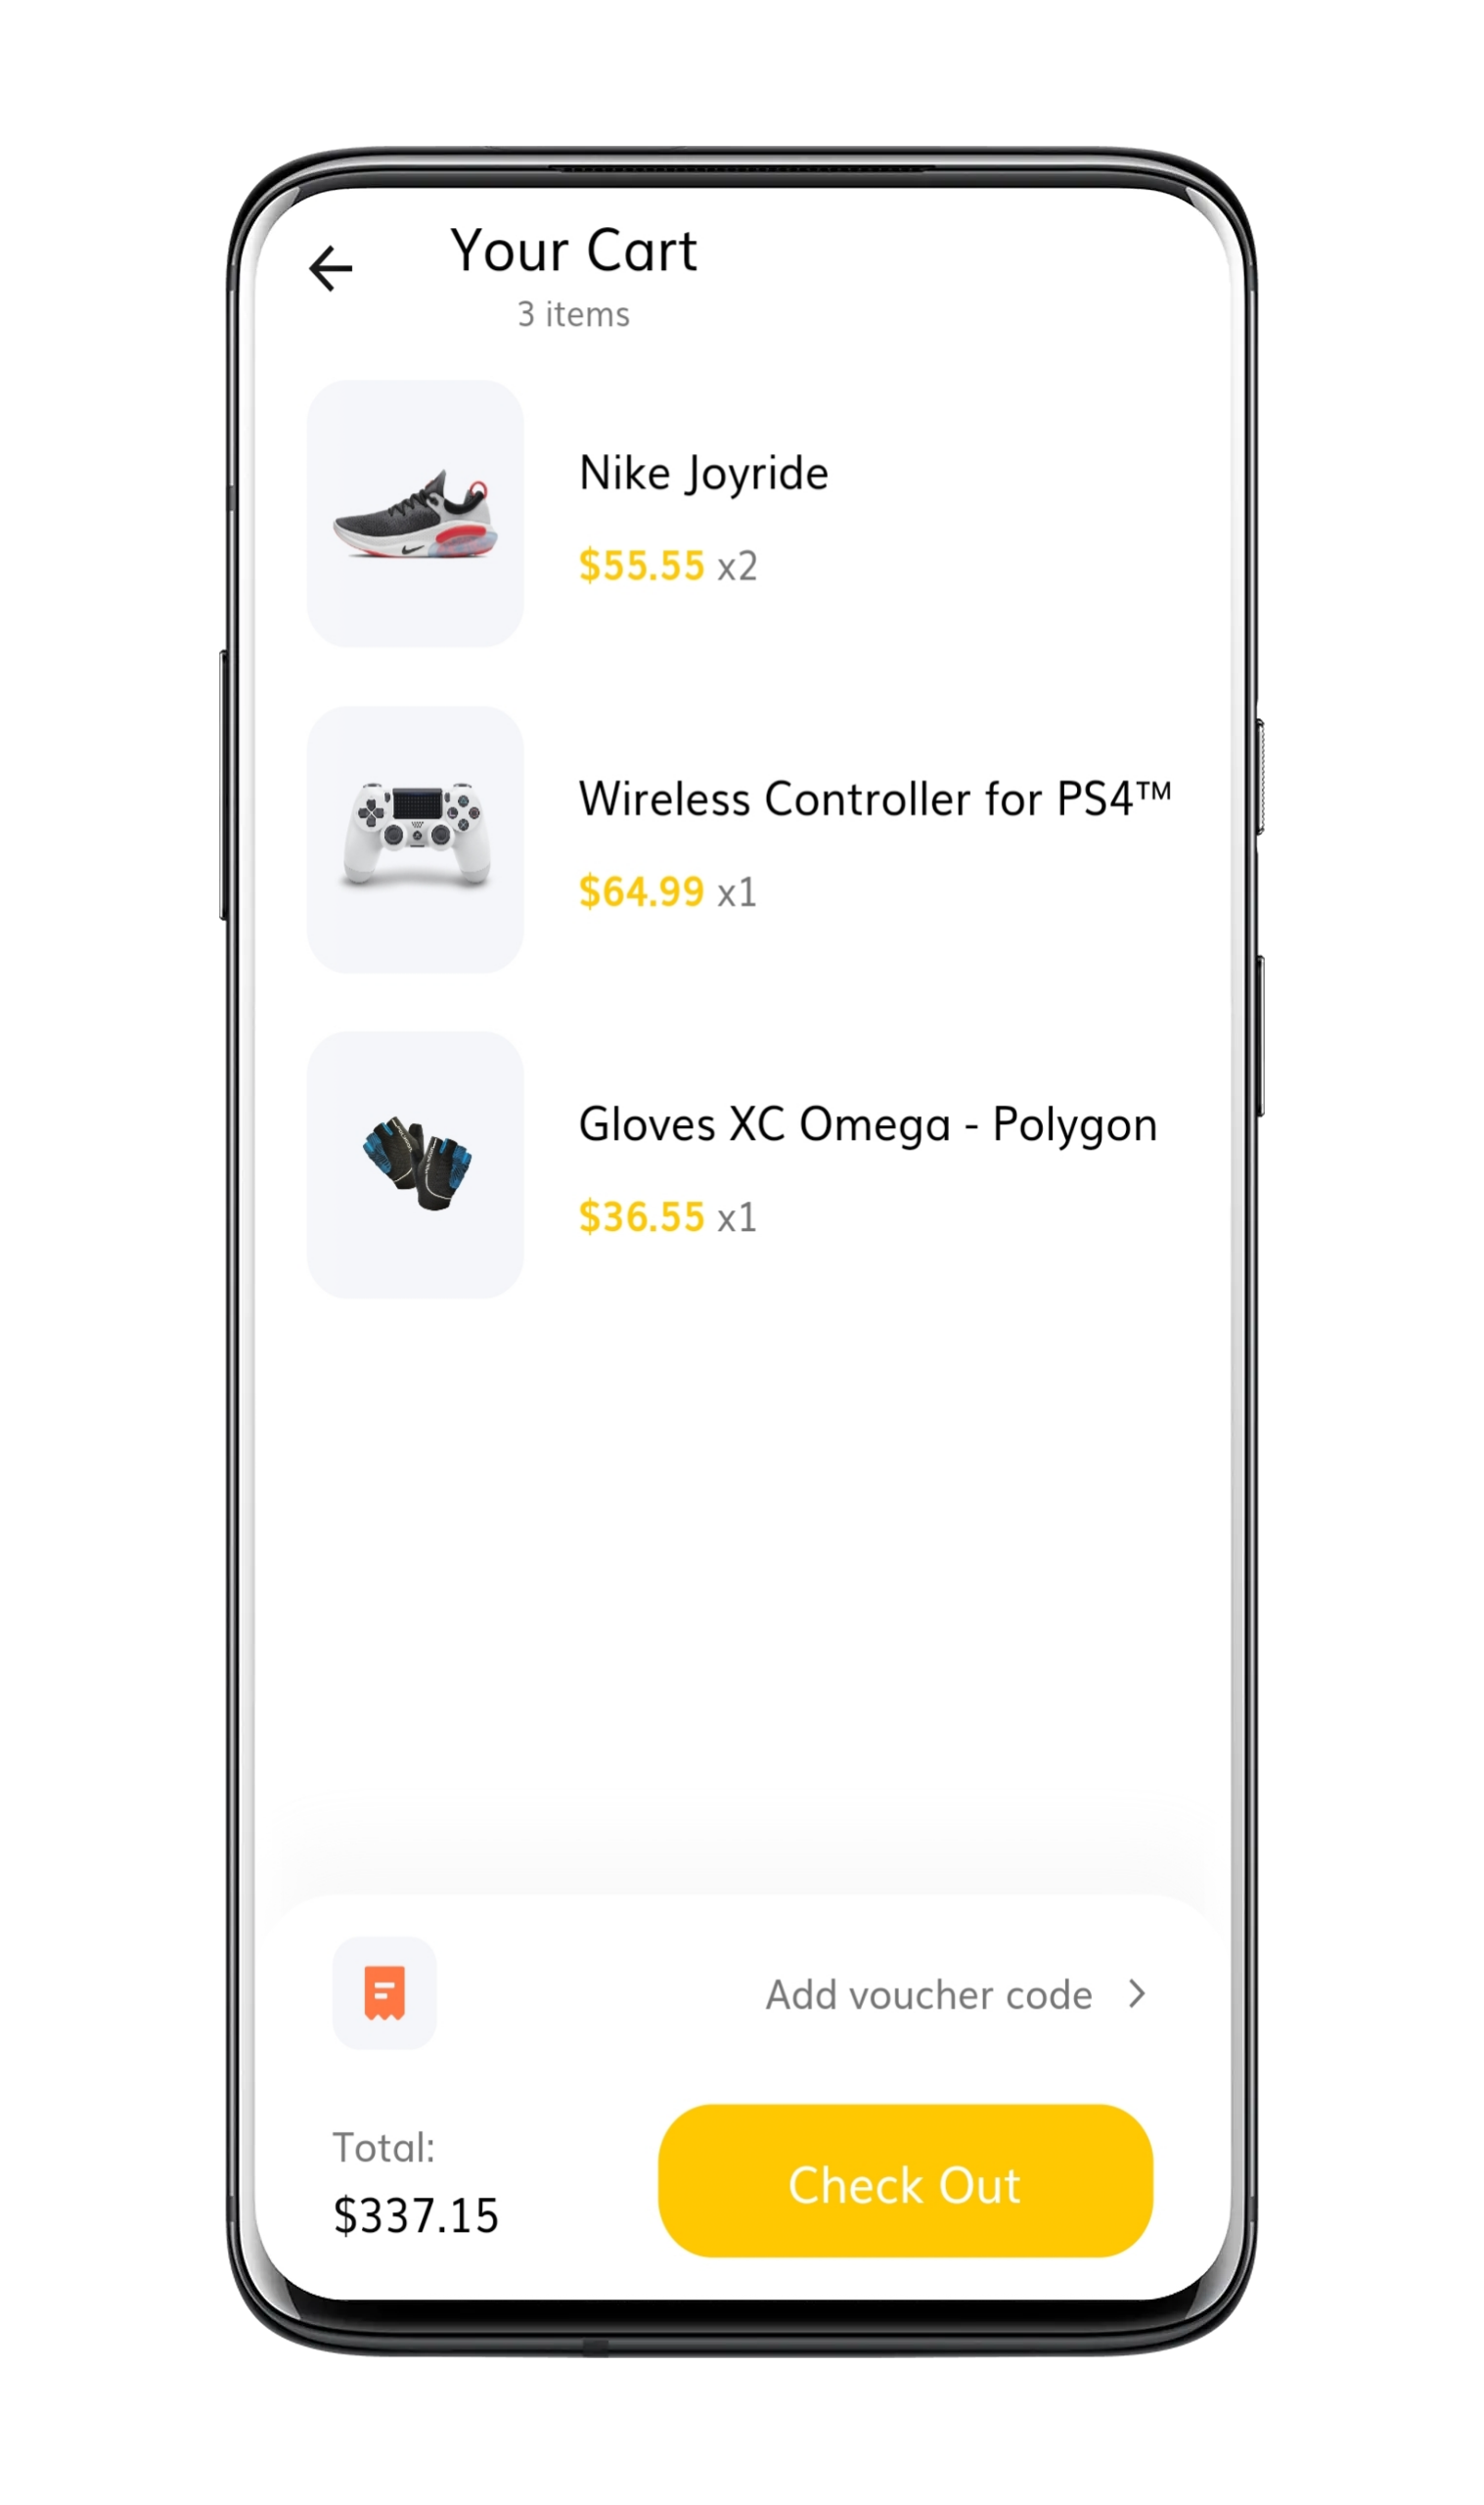 Your Cart
3 items
Nike Joyride
$55.55 x2
Wireless Controller for PS4™
$64.99 x1
Gloves XC Omega - Polygon
$36.55 x1
Add voucher code
Total:
$337.15
Check Out